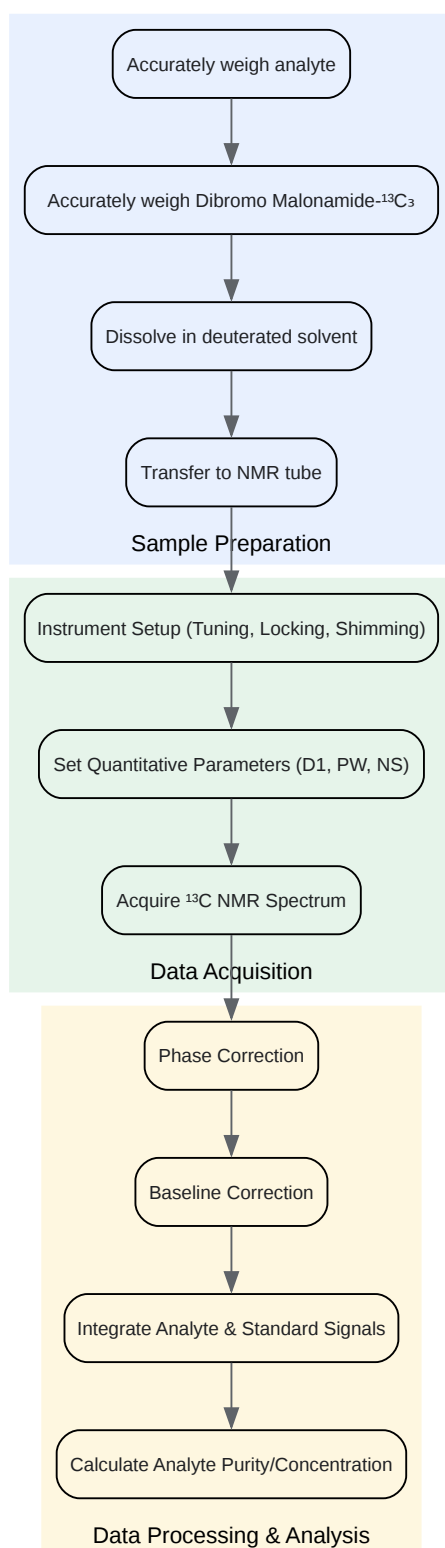 Accurately weigh analyte
Accurately weigh Dibromo Malonamide-¹³C₃
Dissolve in deuterated solvent
Transfer to NMR tube
Sample Preparation
Instrument Setup (Tuning, Locking, Shimming)
Set Quantitative Parameters (D1, PW, NS)
Acquire ¹³C NMR Spectrum
Data Acquisition
Phase Correction
Baseline Correction
Integrate Analyte & Standard Signals
Calculate Analyte Purity/Concentration
Data Processing & Analysis